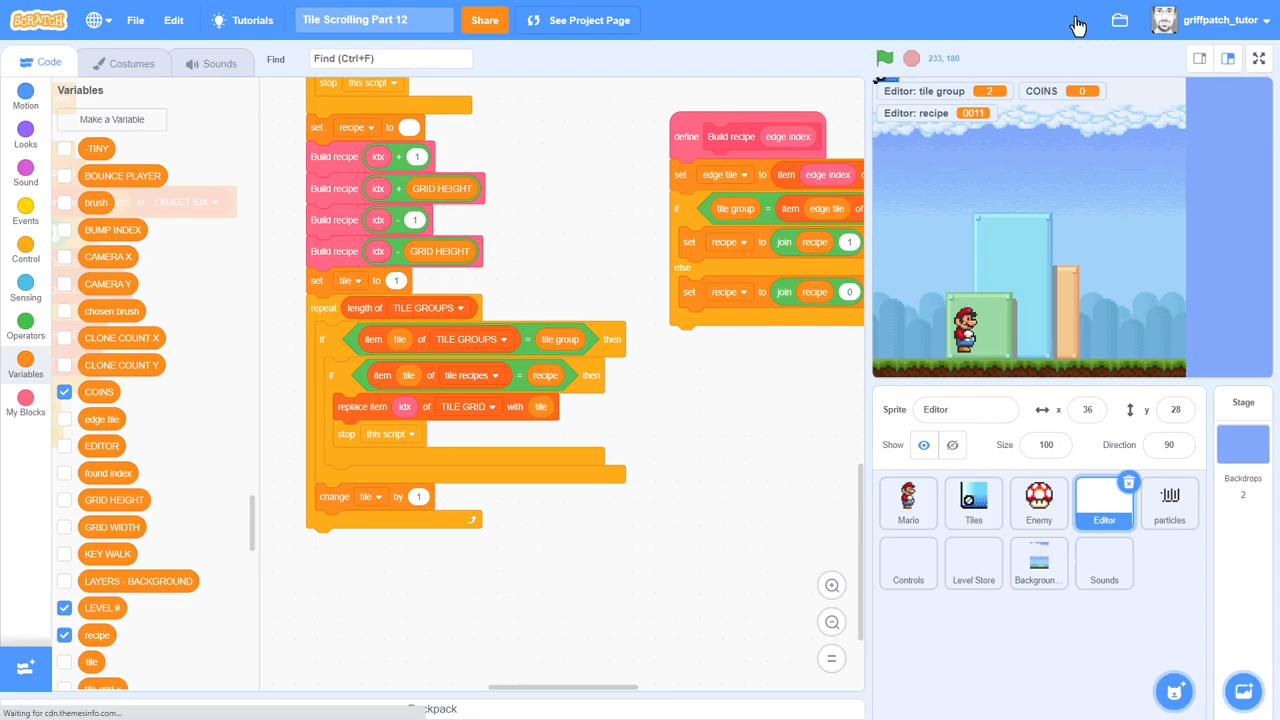 SCRATCH
File
Edit
Tutorials
Tile Scrolling Part 12
Share
See Project Page
griffpatch_tutor
Code
Costumes
Sounds
Find
Find (Ctrl+F)
233, 180
Motion
Looks
Sound
Events
Control
Sensing
Operators
Variables
My Blocks
Variables
Make a Variable
-TINY
BOUNCE PLAYER
brush
BUMP INDEX
CAMERA X
CAMERA Y
chosen brush
CLONE COUNT X
CLONE COUNT Y
COINS
edge tile
EDITOR
found index
GRID HEIGHT
GRID WIDTH
KEY WALK
LAYERS - BACKGROUND
LEVEL #
recipe
tile
in OBJECT IDX
stop this script
set recipe to
Build recipe idx + 1
Build recipe idx + GRID HEIGHT
Build recipe idx - 1
Build recipe idx - GRID HEIGHT
set tile to 1
repeat length of TILE GROUPS
if item tile of TILE GROUPS = tile group then
if item tile of tile recipes = recipe then
replace item idx of TILE GRID with tile
stop this script
change tile by 1
define Build recipe edge index
set edge tile to item edge index
if tile group = item edge tile of
set recipe to join recipe 1
else
set recipe to join recipe 0
Editor: tile group 2
COINS 0
Editor: recipe 0011
Sprite Editor
x 36
y 28
Show
Size 100
Direction 90
Stage
Backdrops
2
Mario
Tiles
Enemy
Editor
particles
Controls
Level Store
Backgroun...
Sounds
Backpack
Waiting for cdn.themesinfo.com...